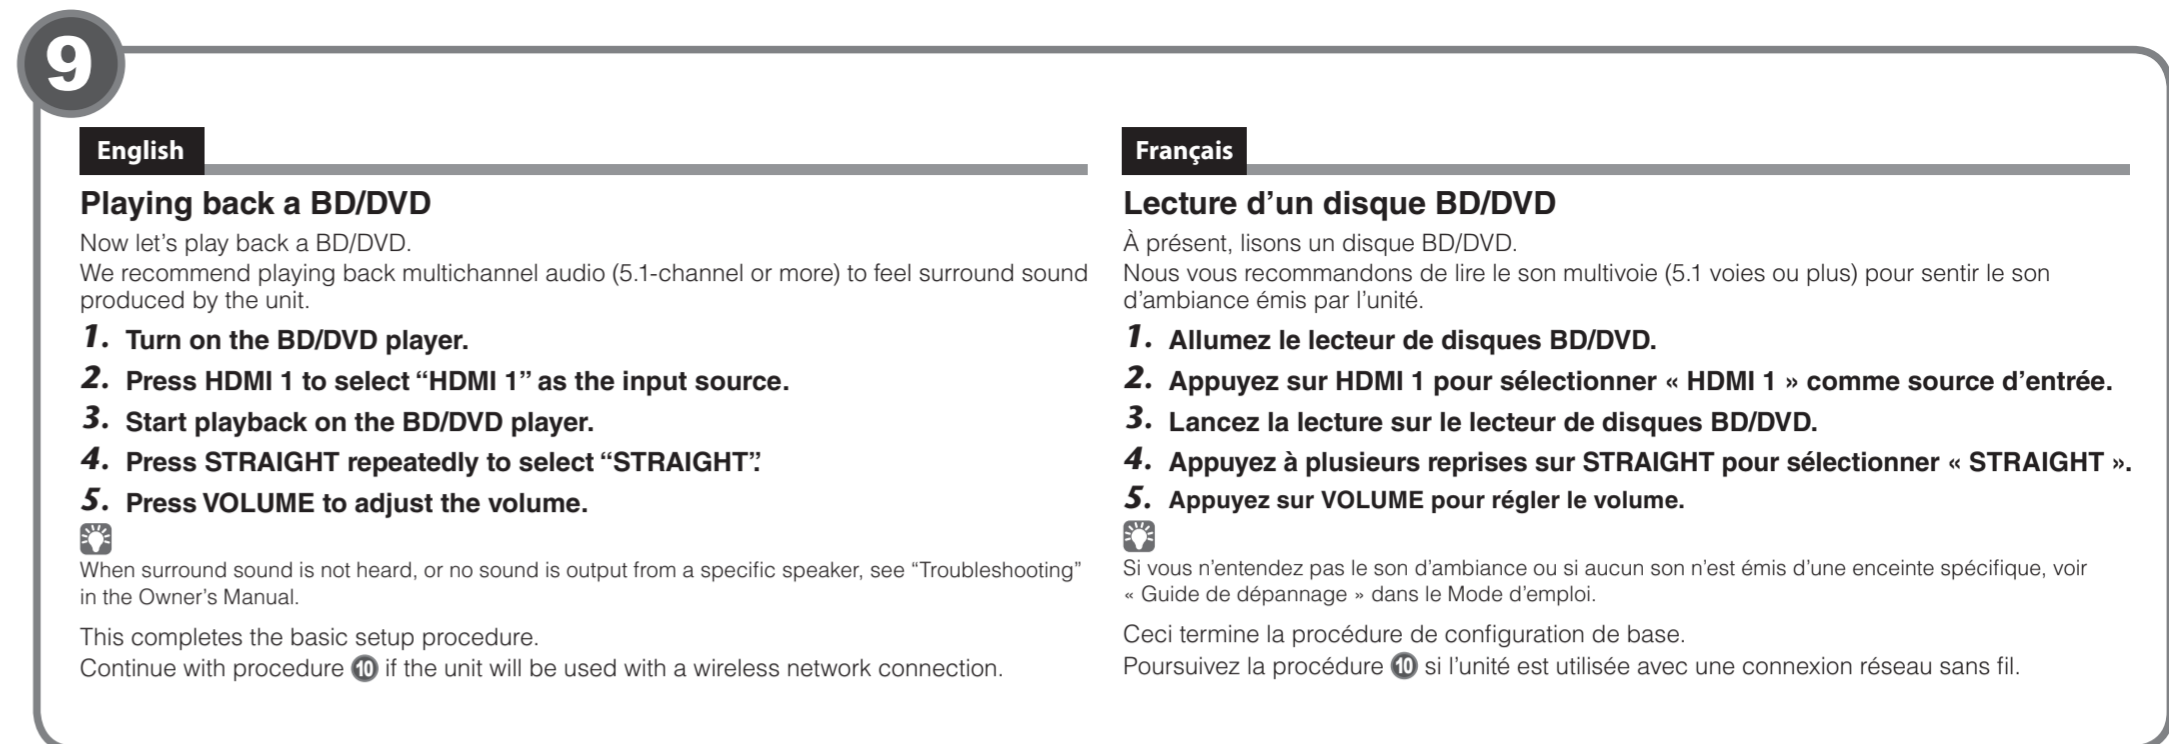 9
English
Playing back a BD/DVD
Now let’s play back a BD/DVD.
We recommend playing back multichannel audio (5.1-channel or more) to feel surround sound
produced by the unit.
1. Turn on the BD/DVD player.
2. Press HDMI 1 to select “HDMI 1” as the input source.
3. Start playback on the BD/DVD player.
4. Press STRAIGHT repeatedly to select “STRAIGHT”.
5. Press VOLUME to adjust the volume.
When surround sound is not heard, or no sound is output from a specific speaker, see “Troubleshooting”
in the Owner’s Manual.
This completes the basic setup procedure.
Continue with procedure 10 if the unit will be used with a wireless network connection.
Français
Lecture d’un disque BD/DVD
À présent, lisons un disque BD/DVD.
Nous vous recommandons de lire le son multivoie (5.1 voies ou plus) pour sentir le son
d’ambiance émis par l’unité.
1. Allumez le lecteur de disques BD/DVD.
2. Appuyez sur HDMI 1 pour sélectionner « HDMI 1 » comme source d’entrée.
3. Lancez la lecture sur le lecteur de disques BD/DVD.
4. Appuyez à plusieurs reprises sur STRAIGHT pour sélectionner « STRAIGHT ».
5. Appuyez sur VOLUME pour régler le volume.
Si vous n’entendez pas le son d’ambiance ou si aucun son n’est émis d’une enceinte spécifique, voir
« Guide de dépannage » dans le Mode d’emploi.
Ceci termine la procédure de configuration de base.
Poursuivez la procédure 10 si l’unité est utilisée avec une connexion réseau sans fil.